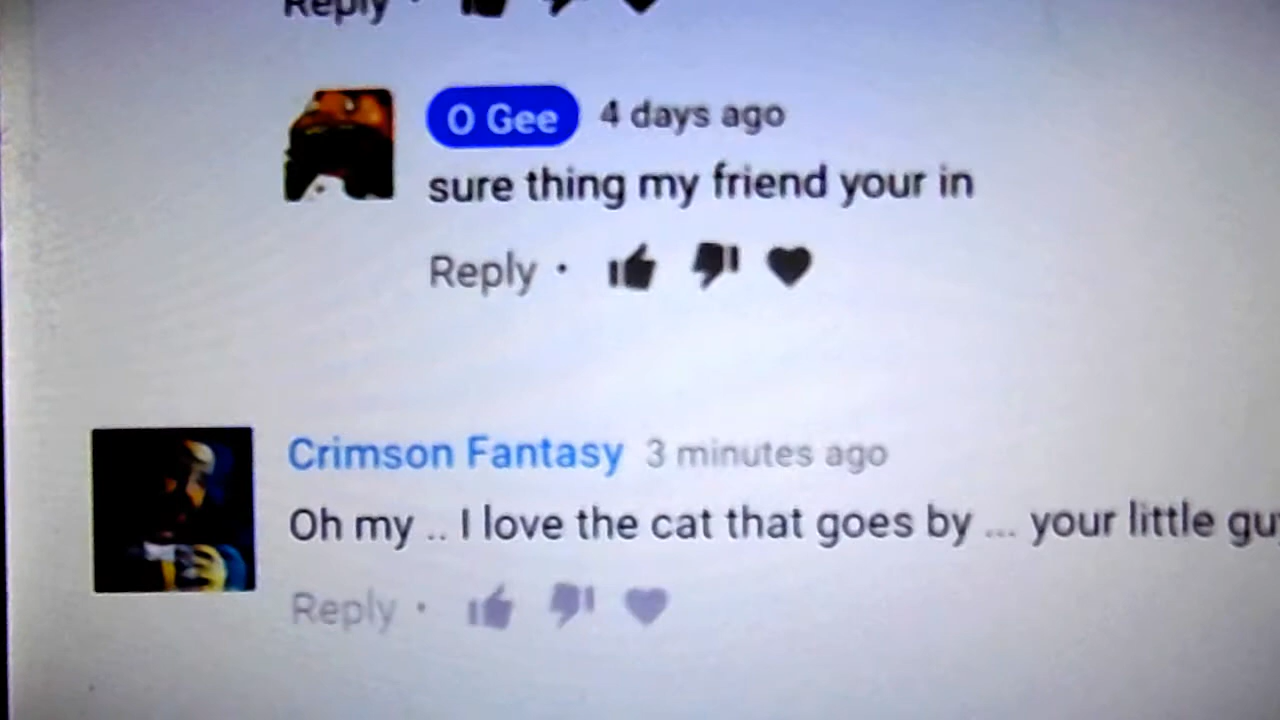 Reply ·
O Gee 4 days ago
sure thing my friend your in
Reply ·
Crimson Fantasy 3 minutes ago
Oh my .. I love the cat that goes by ... your little
Reply ·